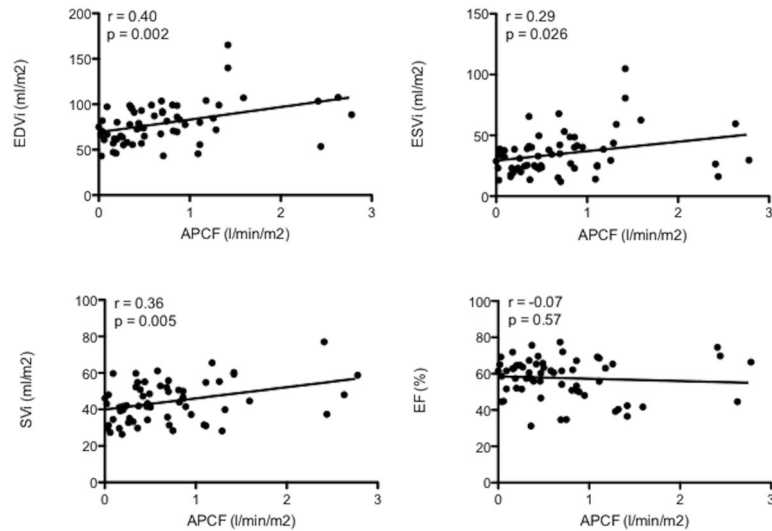 r = 0.40
p = 0.002
200
150
100
50
0
EDVi (ml/m2)
0 1 2 3
APCF (l/min/m2)
r = 0.29
p = 0.026
150
100
50
0
ESVi (ml/m2)
0 1 2 3
APCF (l/min/m2)
r = 0.36
p = 0.005
100
80
60
40
20
0
SVi (ml/m2)
0 1 2 3
APCF (l/min/m2)
r = -0.07
p = 0.57
100
80
60
40
20
0
EF (%)
0 1 2 3
APCF (l/min/m2)